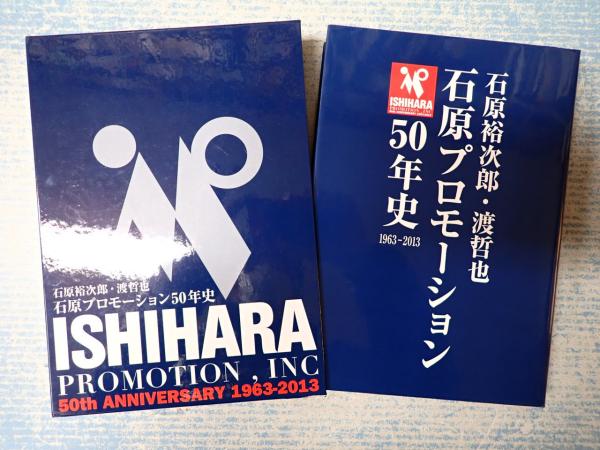 石原裕次郎・渡哲也
石原プロモーション50年史
ISHIHARA
PROMOTION , INC
50th ANNIVERSARY 1963-2013
石原裕次郎・渡哲也
石原プロモーション
50年史
1963-2013
ISHIHARA
PROMOTION, INC